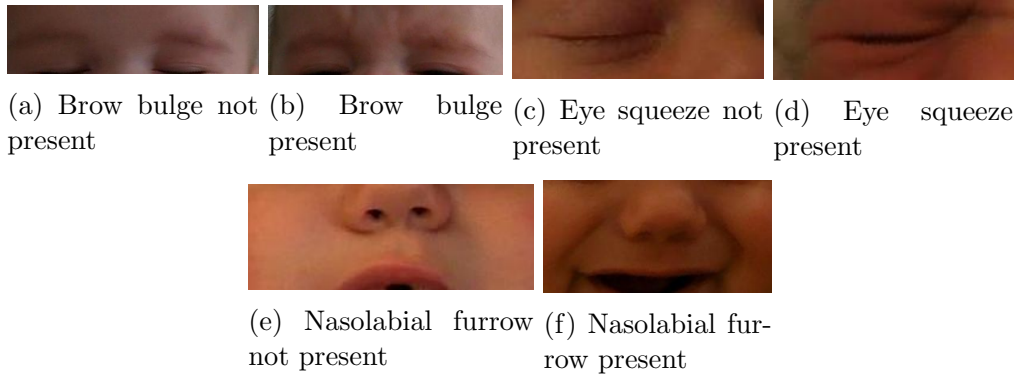 (a) Brow bulge not present
(b) Brow bulge present
(c) Eye squeeze not present
(d) Eye squeeze present
(e) Nasolabial furrow not present
(f) Nasolabial fur-
row present